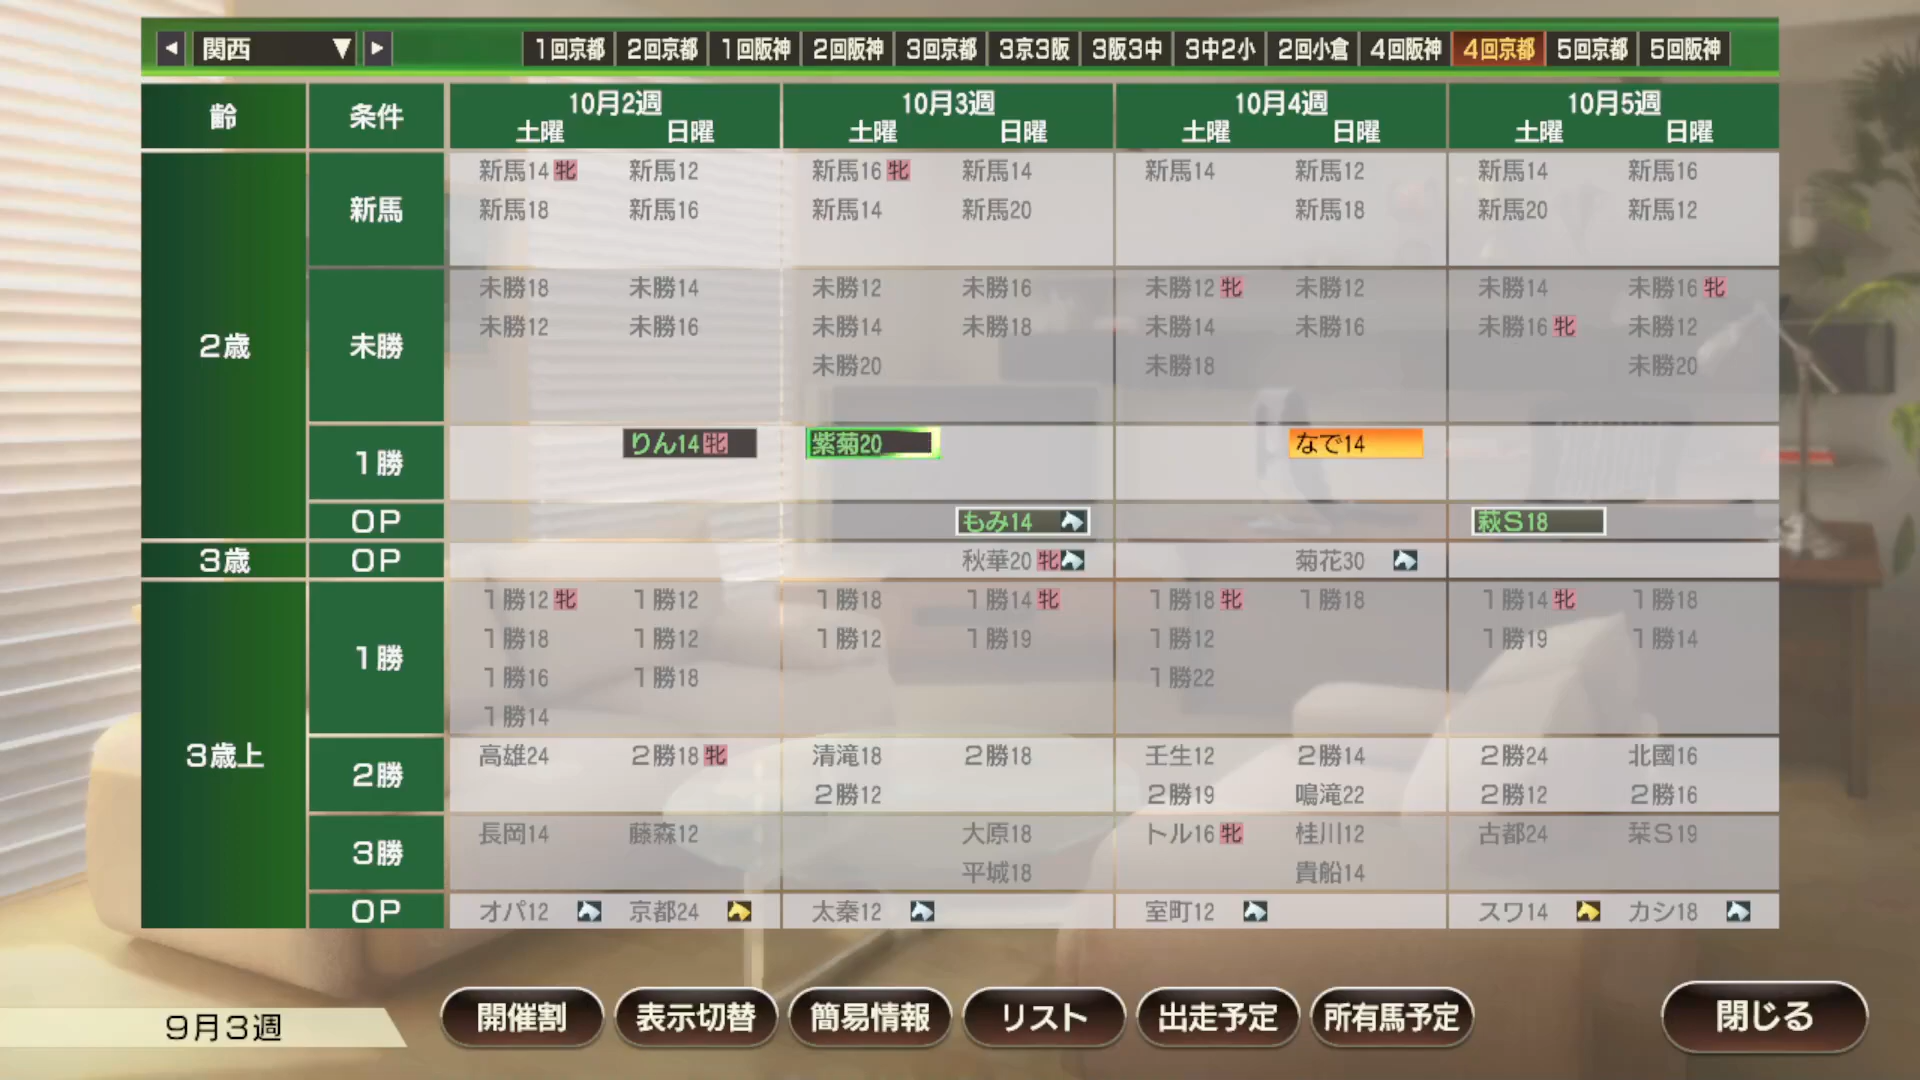 ◀ 関西 ▼ ▶ 1回京都 2回京都 1回阪神 2回阪神 3回京都 3京3阪 3阪3中 3中2小 2回小倉 4回阪神 4回京都 5回京都 5回阪神
齢 条件 10月2週 10月3週 10月4週 10月5週
土曜 日曜 土曜 日曜 土曜 日曜 土曜 日曜
2歳 新馬 新馬14 牝 新馬12 新馬16 牝 新馬14 新馬14 新馬12 新馬14 新馬16
新馬18 新馬16 新馬14 新馬20 新馬18 新馬20 新馬12
未勝 未勝18 未勝14 未勝12 未勝16 未勝12 牝 未勝12 未勝14 未勝16 牝
未勝12 未勝16 未勝14 未勝18 未勝14 未勝16 未勝16 牝 未勝12
未勝20 未勝18 未勝20
1勝 りん14 牝 紫菊20 なで14
OP もみ14 萩S18
3歳 OP 秋華20 牝 菊花30
3歳上 1勝 1勝12 牝 1勝12 1勝18 1勝14 牝 1勝18 牝 1勝18 1勝14 牝 1勝18
1勝18 1勝12 1勝12 1勝19 1勝12 1勝19 1勝14
1勝16 1勝18 1勝22
1勝14
2勝 高雄24 2勝18 牝 清滝18 2勝18 壬生12 2勝14 2勝24 北國16
2勝12 2勝19 鳴滝22 2勝12 2勝16
3勝 長岡14 藤森12 大原18 トル16 牝 桂川12 古都24 栞S19
平城18 貴船14
OP オパ12 京都24 太秦12 室町12 スワ14 カシ18
9月3週 開催割 表示切替 簡易情報 リスト 出走予定 所有馬予定 閉じる